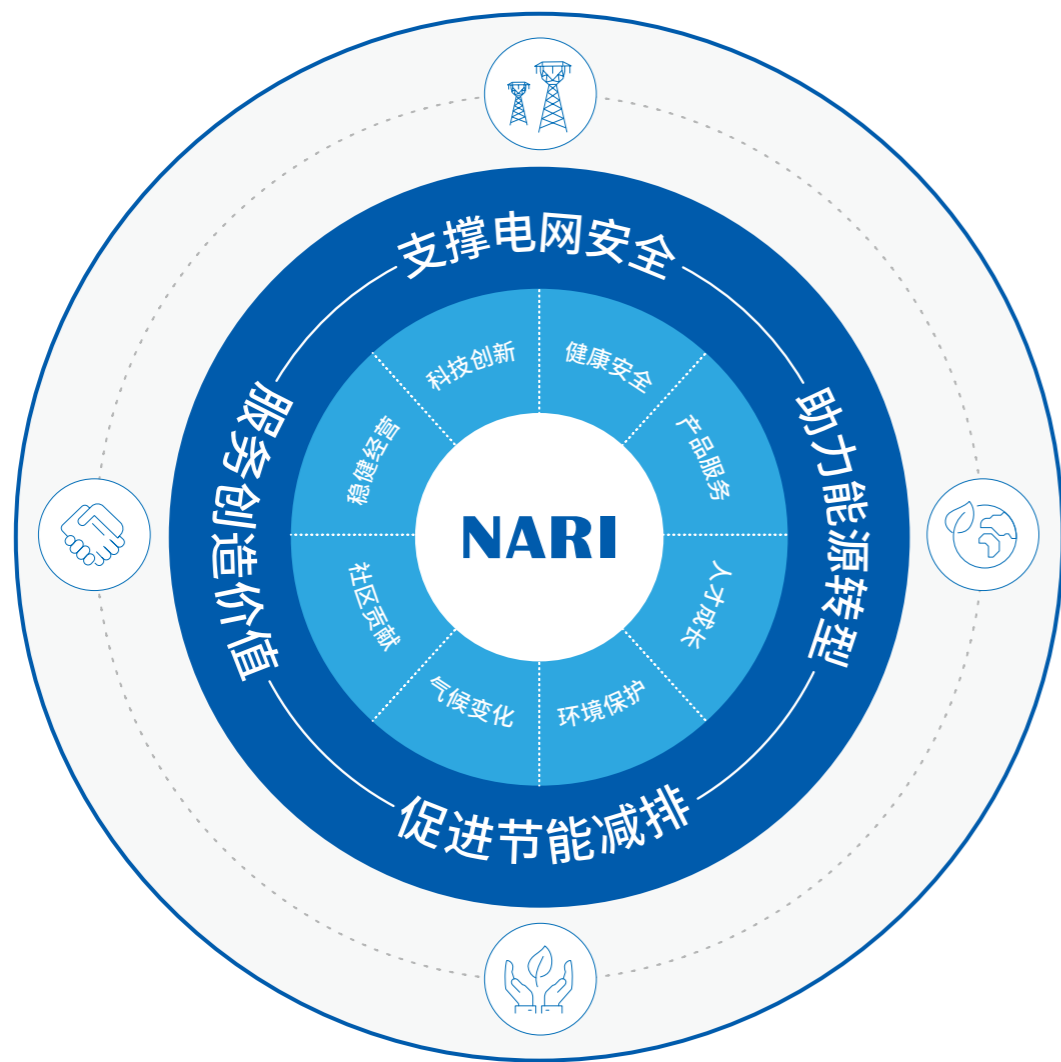 支撑电网安全
助力能源转型
促进节能减排
服务创造价值
科技创新
健康安全
产品服务
人才成长
环境保护
气候变化
社区贡献
稳健经营
NARI